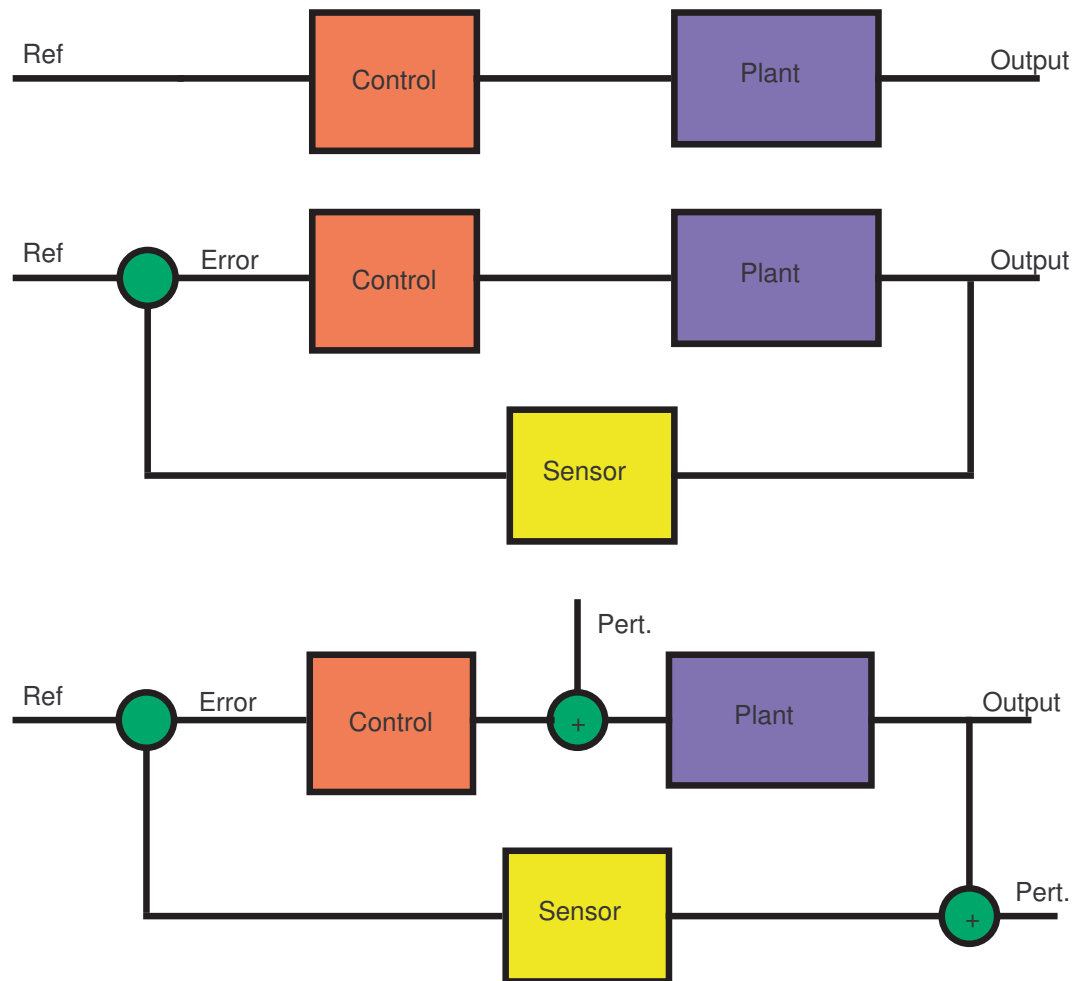 Ref
Control
Plant
Output
Ref
Error
Control
Plant
Output
Sensor
Pert.
Ref
Error
Control
+
Plant
Output
Sensor
+
Pert.